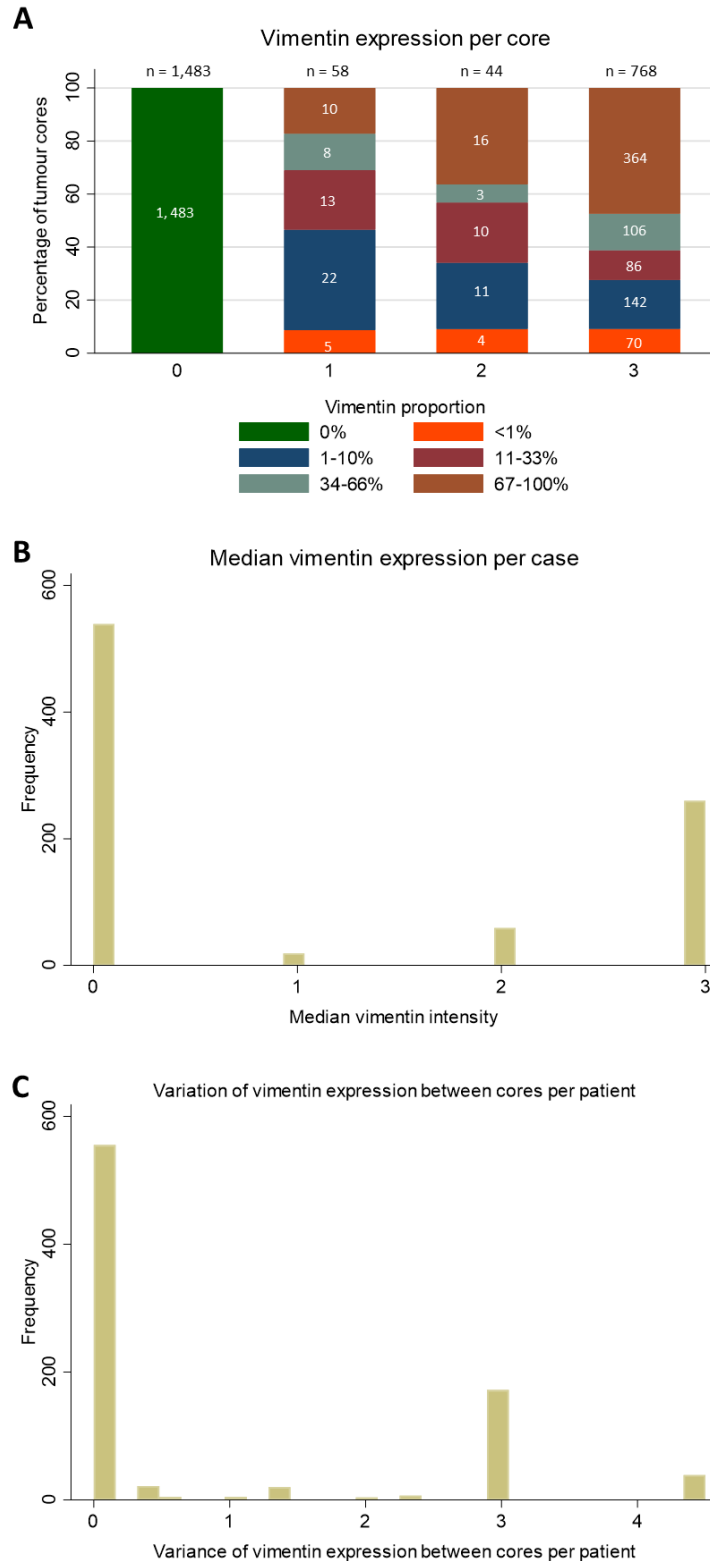 A
Vimentin expression per core
n = 1,483 n = 58 n = 44 n = 768
Percentage of tumour cores
100
80
60
40
20
0
1, 483
10
8
13
22
5
16
3
10
11
4
364
106
86
142
70
0 1 2 3
Vimentin proportion
0% <1%
1-10% 11-33%
34-66% 67-100%
B
Median vimentin expression per case
Frequency
600
400
200
0
0 1 2 3
Median vimentin intensity
C
Variation of vimentin expression between cores per patient
Frequency
600
400
200
0
0 1 2 3 4
Variance of vimentin expression between cores per patient